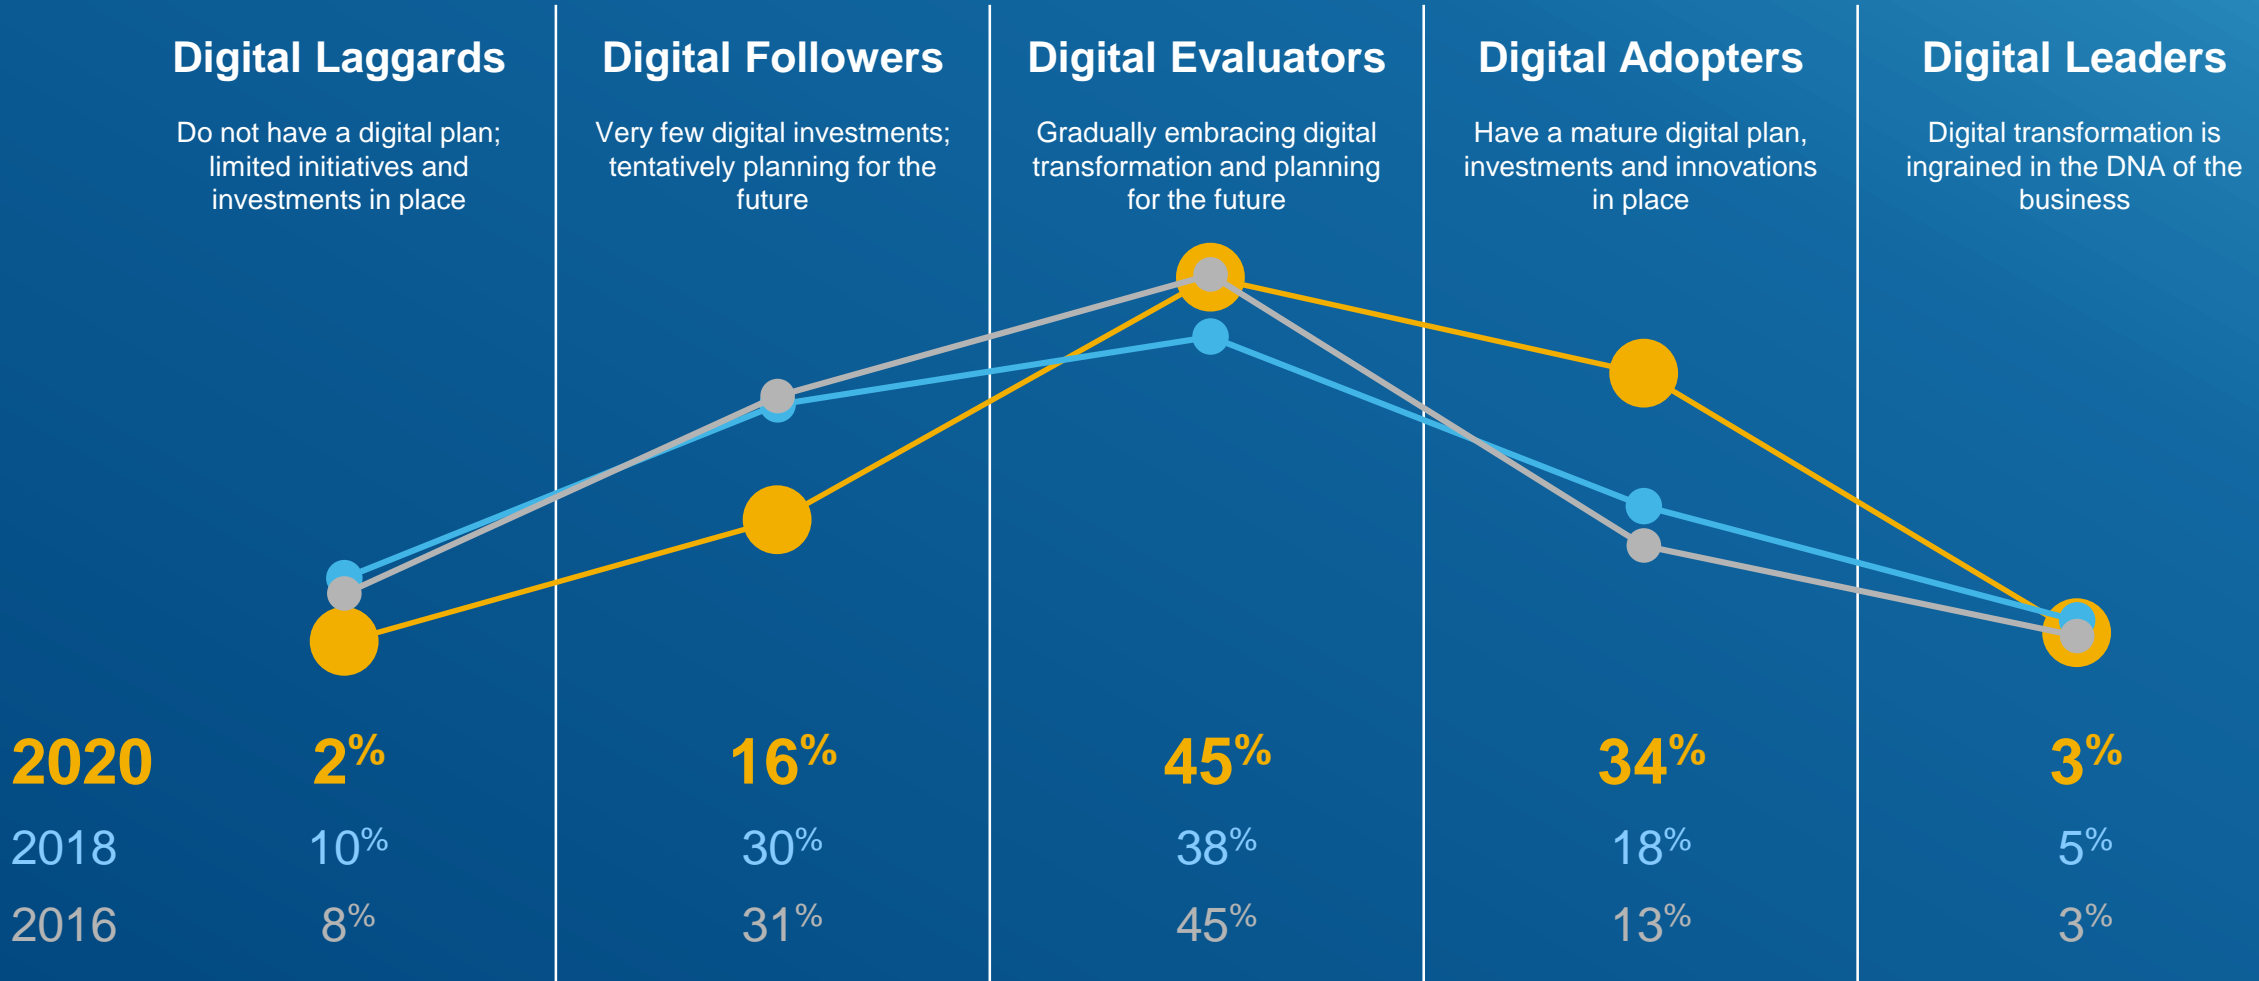 Digital Laggards
Do not have a digital plan;
limited initiatives and
investments in place
Digital Followers
Very few digital investments;
tentatively planning for the
future
Digital Evaluators
Gradually embracing digital
transformation and planning
for the future
Digital Adopters
Have a mature digital plan,
investments and innovations
in place
Digital Leaders
Digital transformation is
ingrained in the DNA of the
business
2020 2% 16% 45% 34% 3%
2018 10% 30% 38% 18% 5%
2016 8% 31% 45% 13% 3%